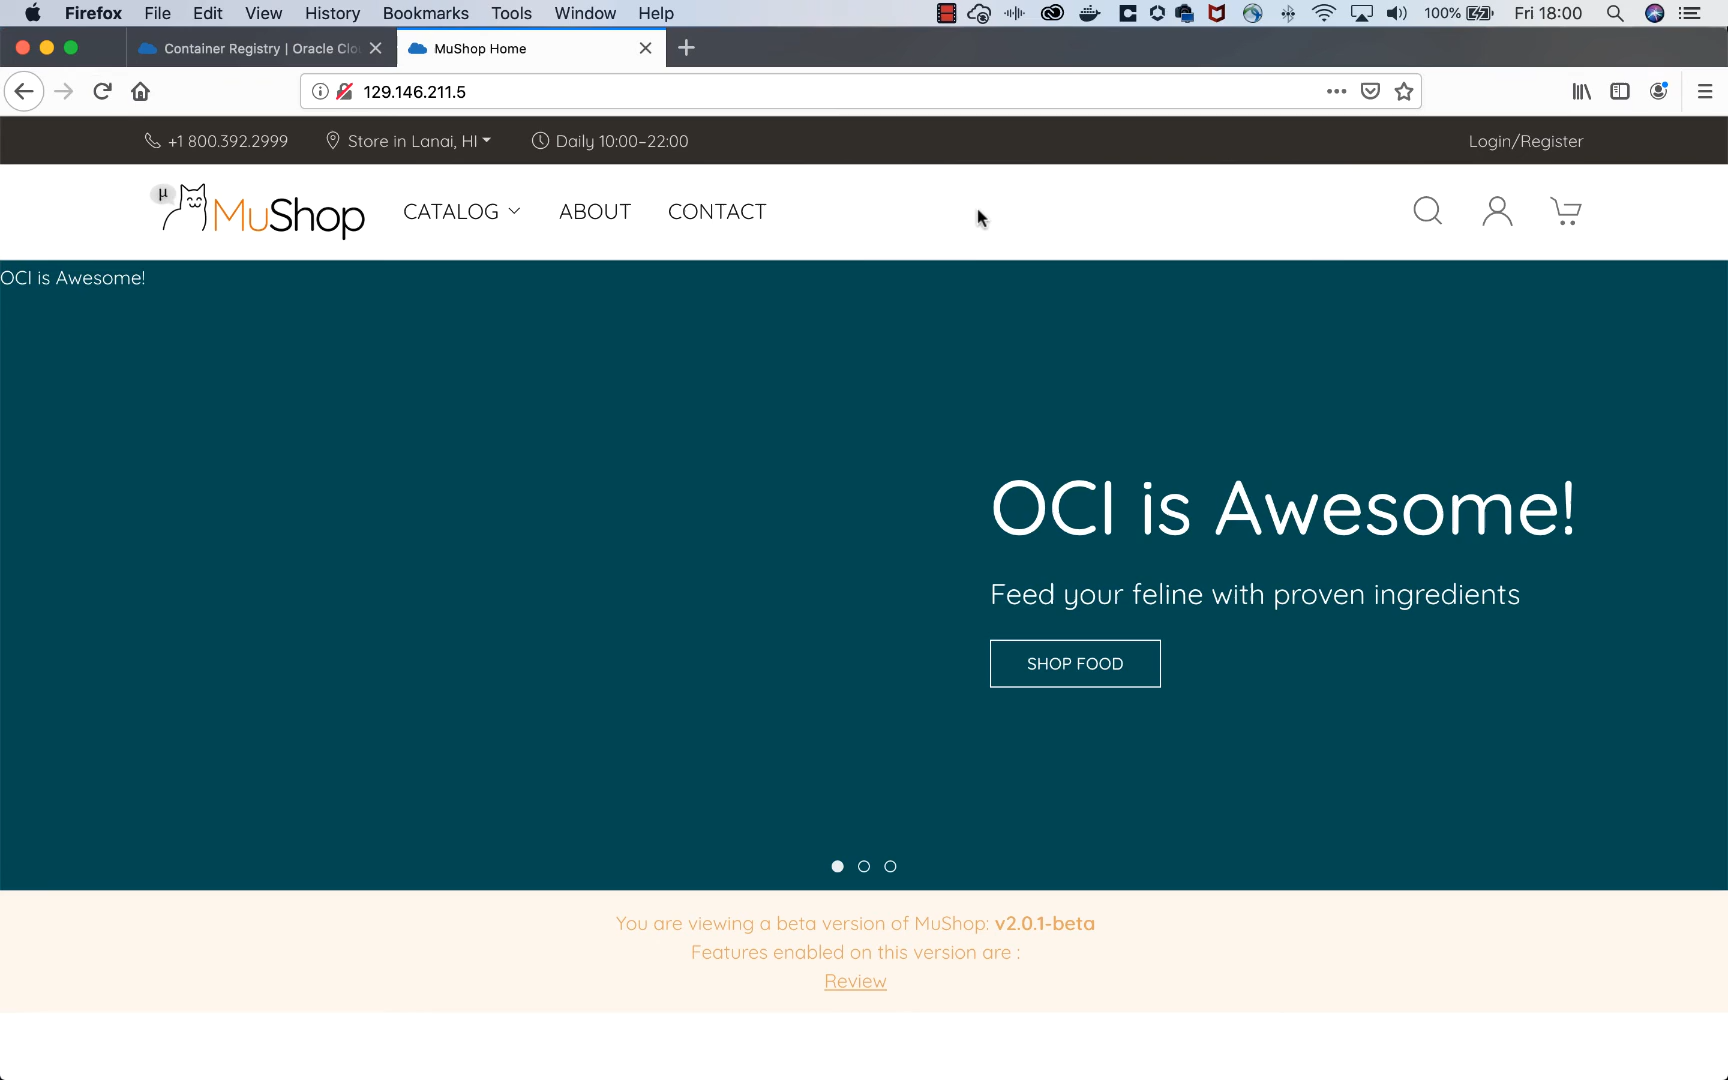 Firefox File Edit View History Bookmarks Tools Window Help 100% Fri 18:00
Container Registry | Oracle Clo MuShop Home
129.146.211.5
+1 800.392.2999 Store in Lanai, HI Daily 10:00–22:00 Login/Register
µ MuShop CATALOG ABOUT CONTACT
OCI is Awesome!
OCI is Awesome!
Feed your feline with proven ingredients
SHOP FOOD
You are viewing a beta version of MuShop: v2.0.1-beta
Features enabled on this version are :
Review